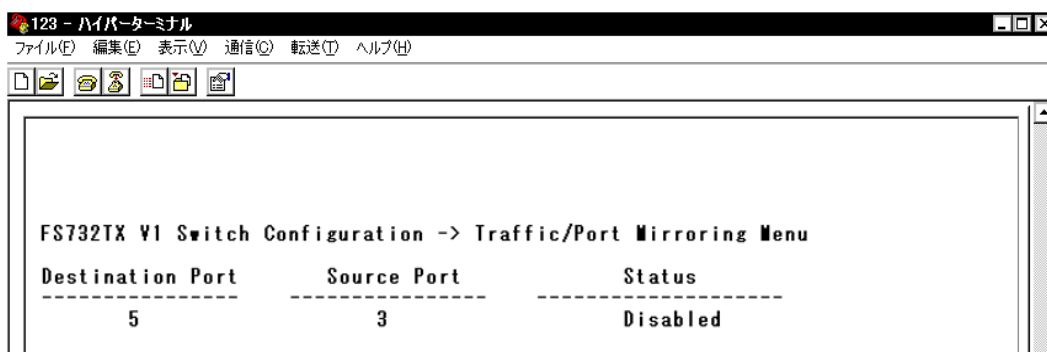 123 - ハイパーターミナル
ファイル(F) 編集(E) 表示(V) 通信(C) 転送(T) ヘルプ(H)
FS732TX V1 Switch Configuration -> Traffic/Port Mirroring Menu
Destination Port Source Port Status
---------------- ---------------- --------------------
5 3 Disabled